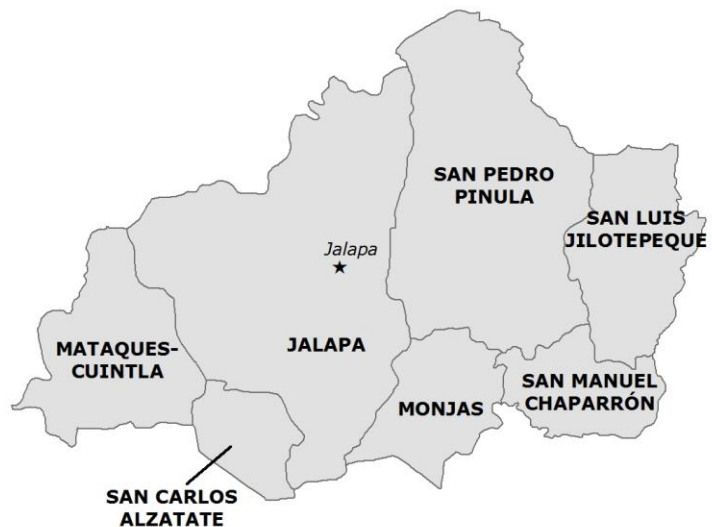 SAN PEDRO
PINULA
SAN LUIS
JILOTEPEQUE
Jalapa
MATAQUES-
CUINTLA
JALAPA
SAN MANUEL
CHAPARRÓN
MONJAS
SAN CARLOS
ALZATATE